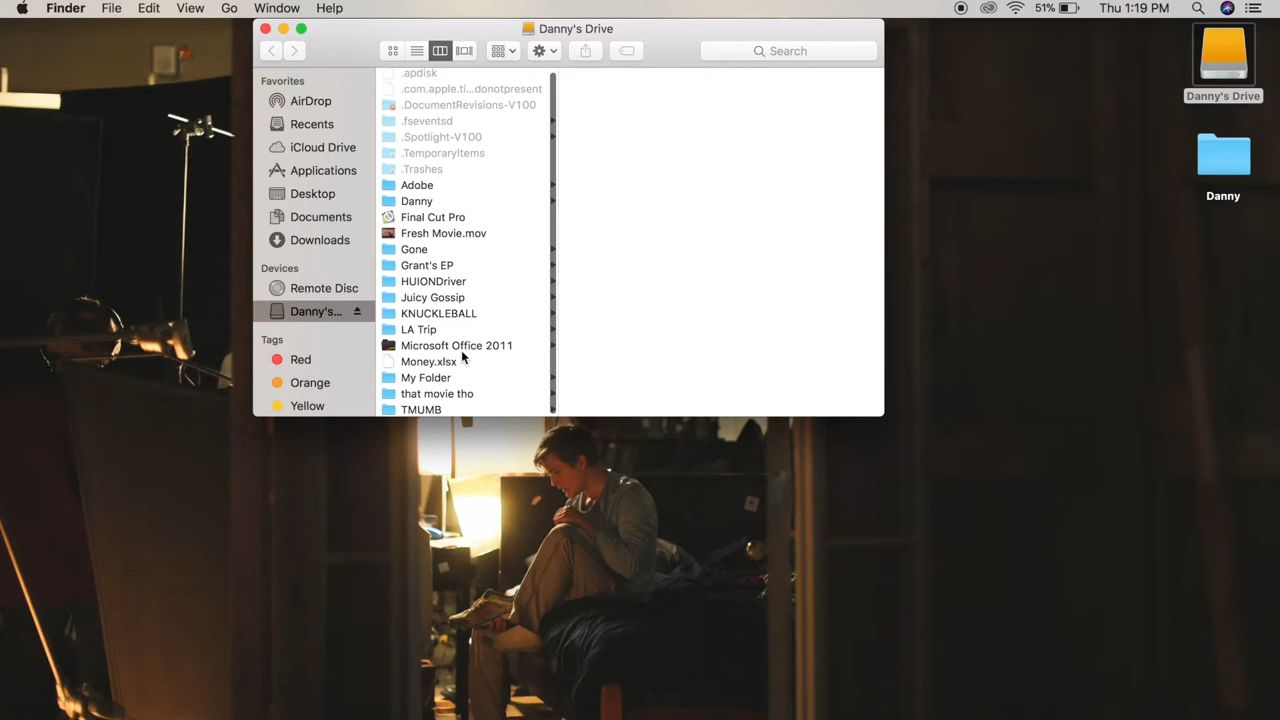 Finder File Edit View Go Window Help 51% Thu 1:19 PM
Danny's Drive
Search
Favorites
AirDrop
Recents
iCloud Drive
Applications
Desktop
Documents
Downloads
Devices
Remote Disc
Danny's...
Tags
Red
Orange
Yellow
.apdisk
.com.apple.ti...donotpresent
.DocumentRevisions-V100
.fseventsd
.Spotlight-V100
.TemporaryItems
.Trashes
Adobe
Danny
Final Cut Pro
Fresh Movie.mov
Gone
Grant's EP
HUIONDriver
Juicy Gossip
KNUCKLEBALL
LA Trip
Microsoft Office 2011
Money.xlsx
My Folder
that movie tho
TMUMB
Danny's Drive
Danny